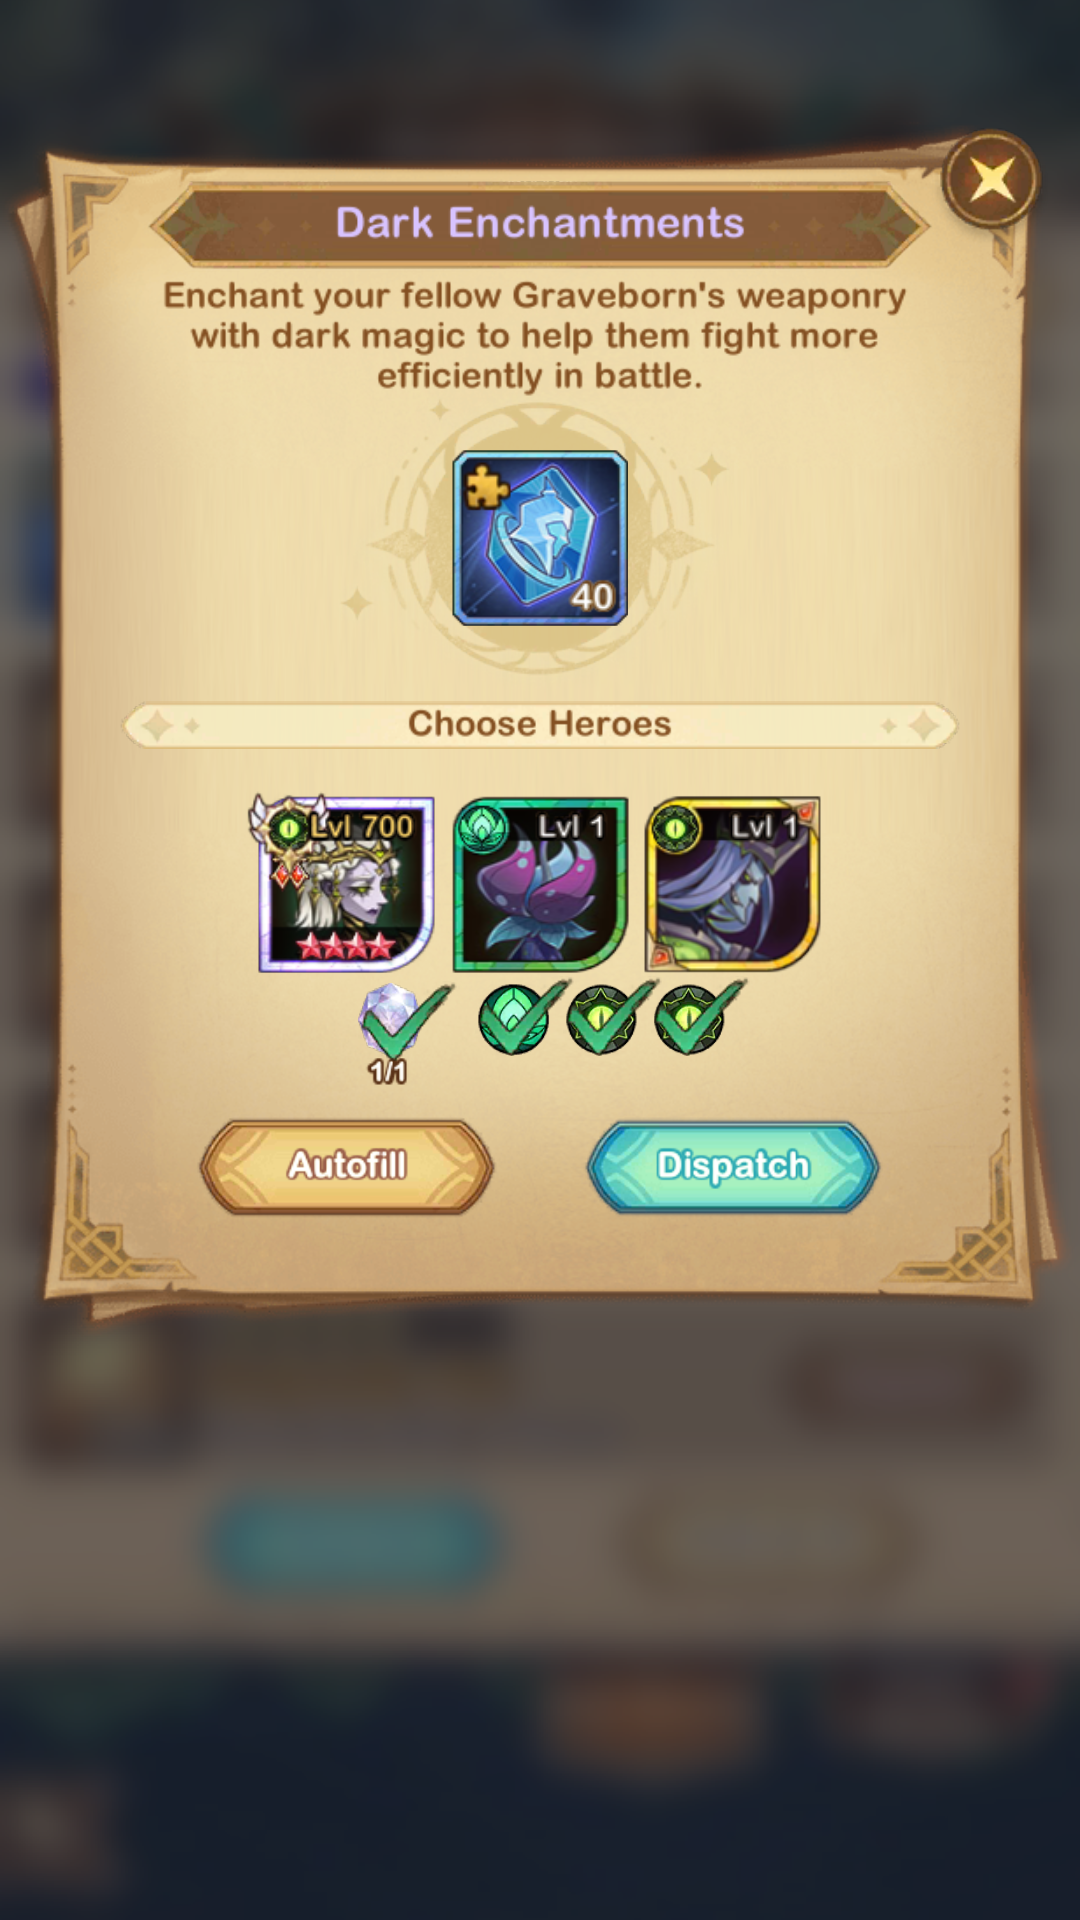 Dark Enchantments
Enchant your fellow Graveborn's weaponry
with dark magic to help them fight more
efficiently in battle.
40
Choose Heroes
Lvl 700
Lvl 1
Lvl 1
1/1
Autofill
Dispatch